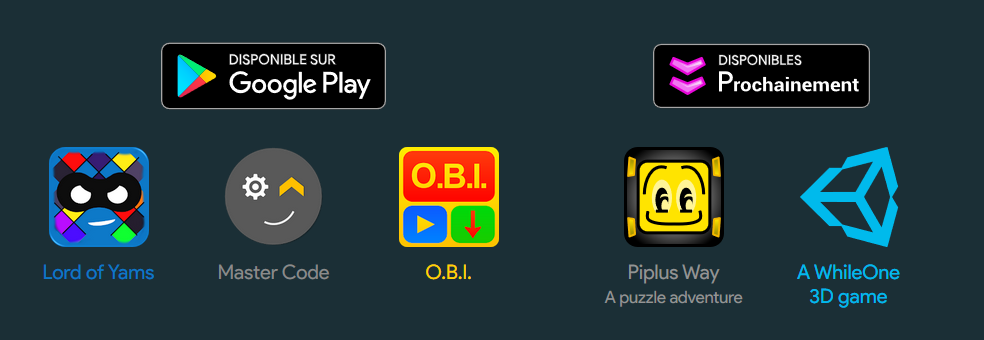 DISPONIBLE SUR
Google Play
DISPONIBLES
Prochainement
O.B.I.
Lord of Yams
Master Code
O.B.I.
Piplus Way
A puzzle adventure
A WhileOne
3D game